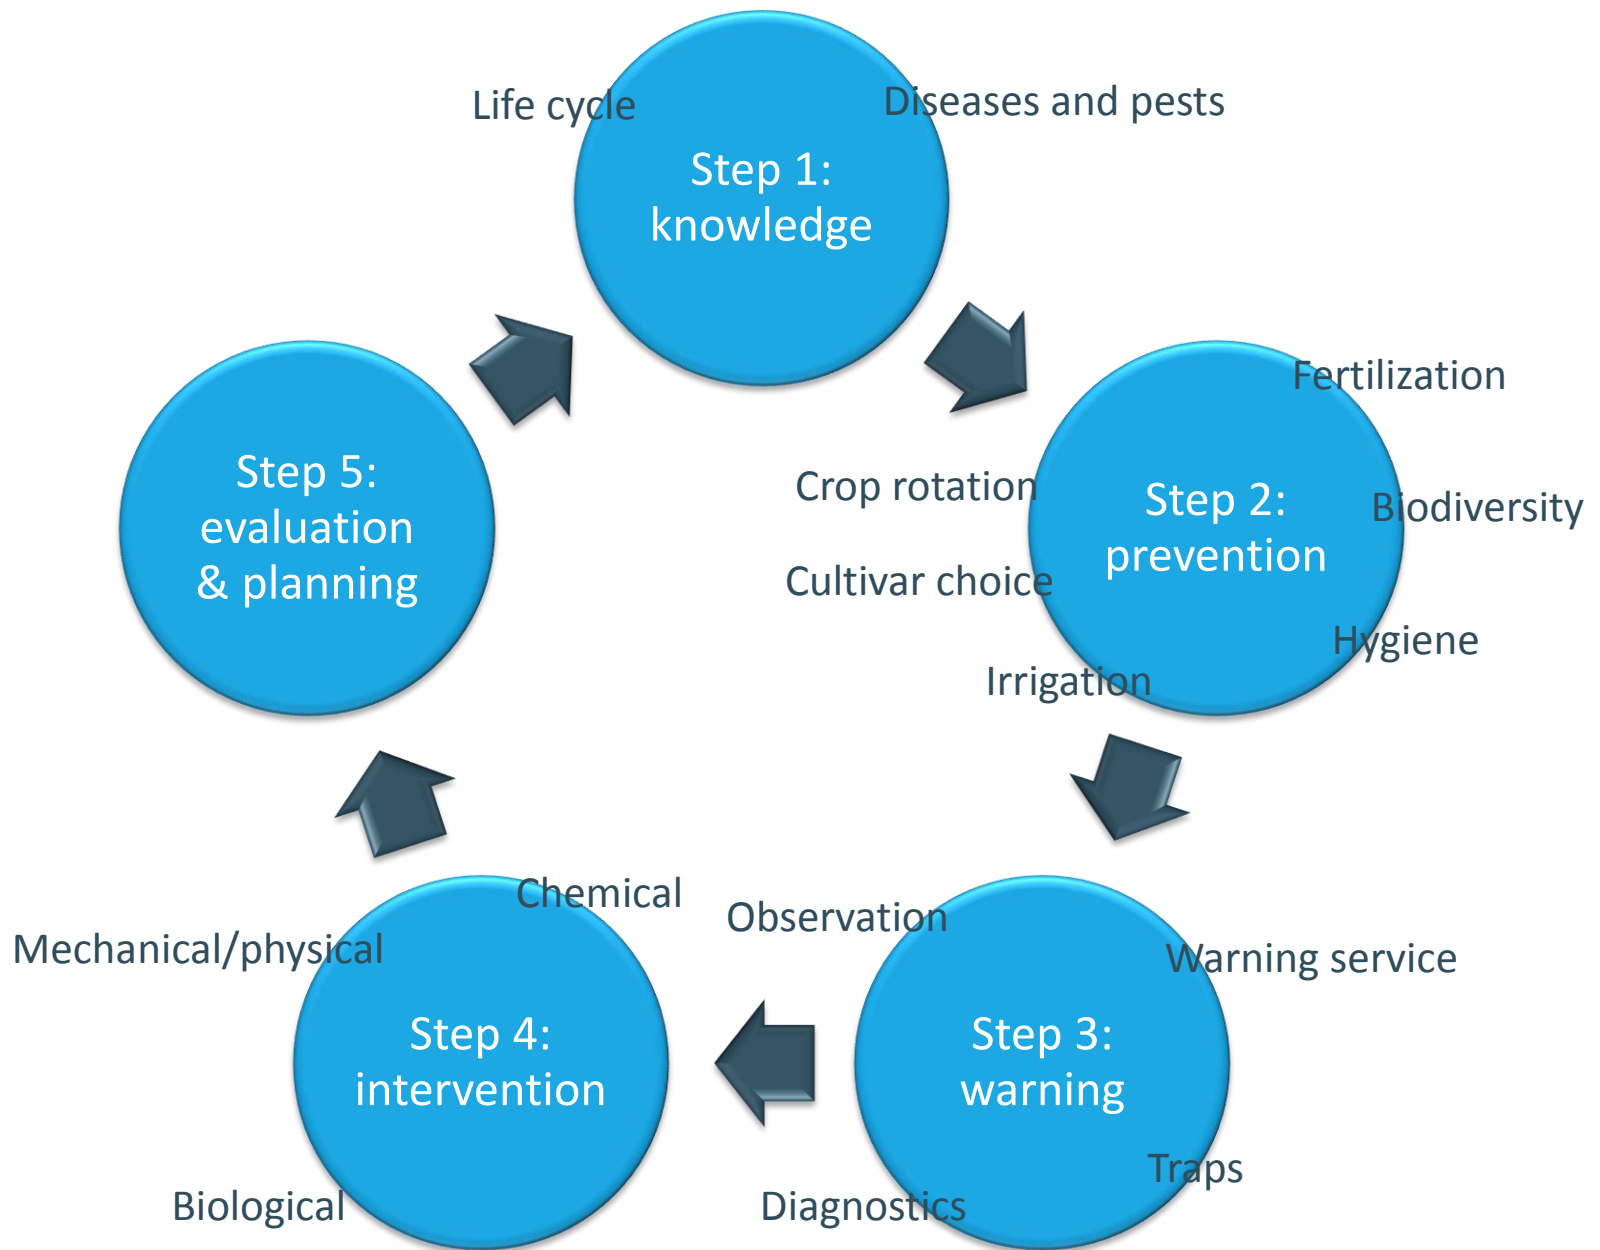 Life cycle
Diseases and pests
Step 1:
knowledge
Fertilization
Crop rotation
Step 2:
prevention
Biodiversity
Cultivar choice
Hygiene
Irrigation
Observation
Warning service
Step 3:
warning
Traps
Diagnostics
Chemical
Mechanical/physical
Step 4:
intervention
Biological
Step 5:
evaluation
& planning